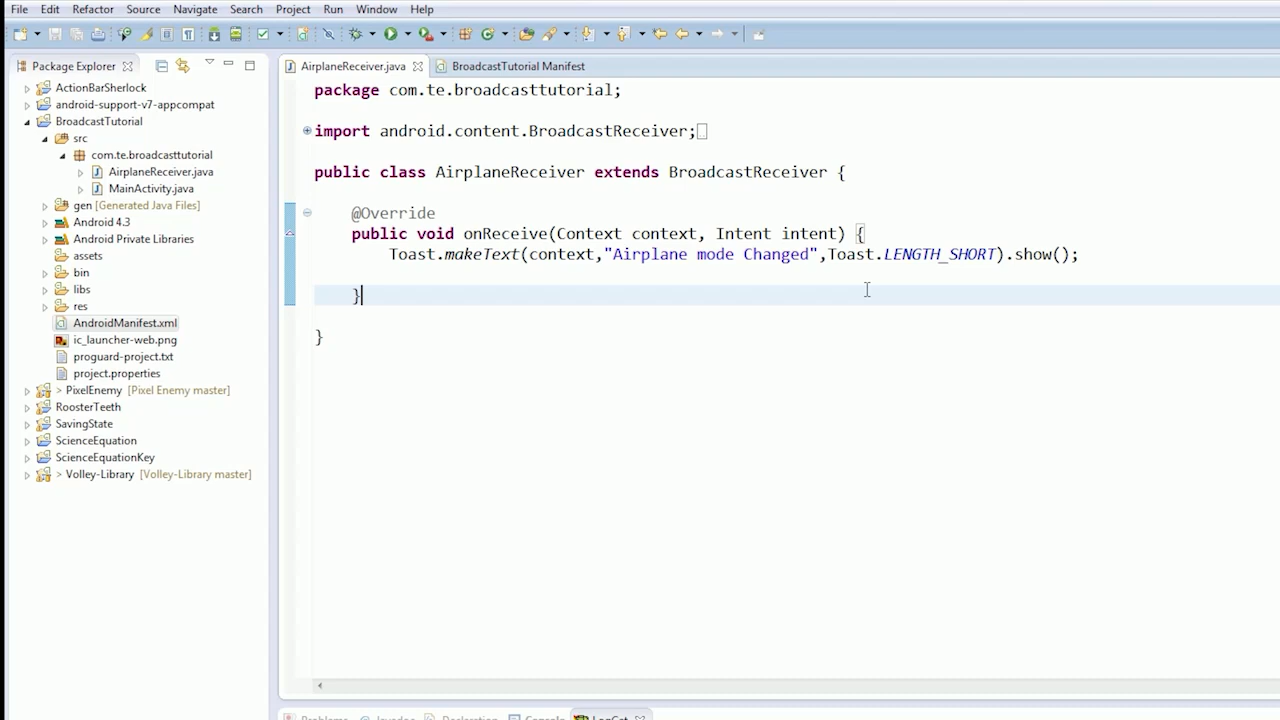 File Edit Refactor Source Navigate Search Project Run Window Help
Package Explorer
ActionBarSherlock
android-support-v7-appcompat
BroadcastTutorial
src
com.te.broadcasttutorial
AirplaneReceiver.java
MainActivity.java
gen [Generated Java Files]
Android 4.3
Android Private Libraries
assets
bin
libs
res
AndroidManifest.xml
ic_launcher-web.png
proguard-project.txt
project.properties
> PixelEnemy [Pixel Enemy master]
RoosterTeeth
SavingState
ScienceEquation
ScienceEquationKey
> Volley-Library [Volley-Library master]
AirplaneReceiver.java BroadcastTutorial Manifest
package com.te.broadcasttutorial;
import android.content.BroadcastReceiver;
public class AirplaneReceiver extends BroadcastReceiver {
@Override
public void onReceive(Context context, Intent intent) {
Toast.makeText(context,"Airplane mode Changed",Toast.LENGTH_SHORT).show();
}
}
Problems Javadoc Declaration Console LogCat